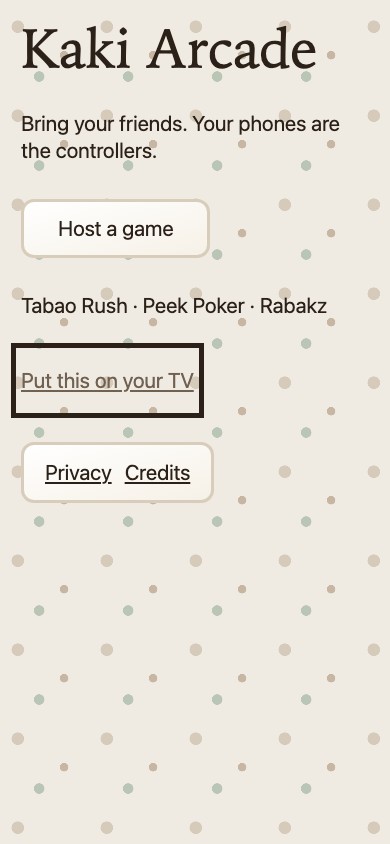 Kaki Arcade
Bring your friends. Your phones are
the controllers.
Host a game
Tabao Rush · Peek Poker · Rabakz
Put this on your TV
Privacy Credits